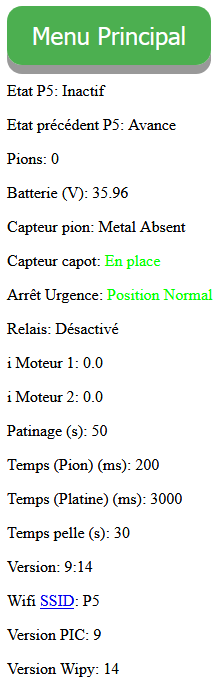 Menu Principal
Etat P5: Inactif
Etat précédent P5: Avance
Pions: 0
Batterie (V): 35.96
Capteur pion: Metal Absent
Capteur capot: En place
Arrêt Urgence: Position Normal
Relais: Désactivé
i Moteur 1: 0.0
i Moteur 2: 0.0
Patinage (s): 50
Temps (Pion) (ms): 200
Temps (Platine) (ms): 3000
Temps pelle (s): 30
Version: 9:14
Wifi SSID: P5
Version PIC: 9
Version Wipy: 14